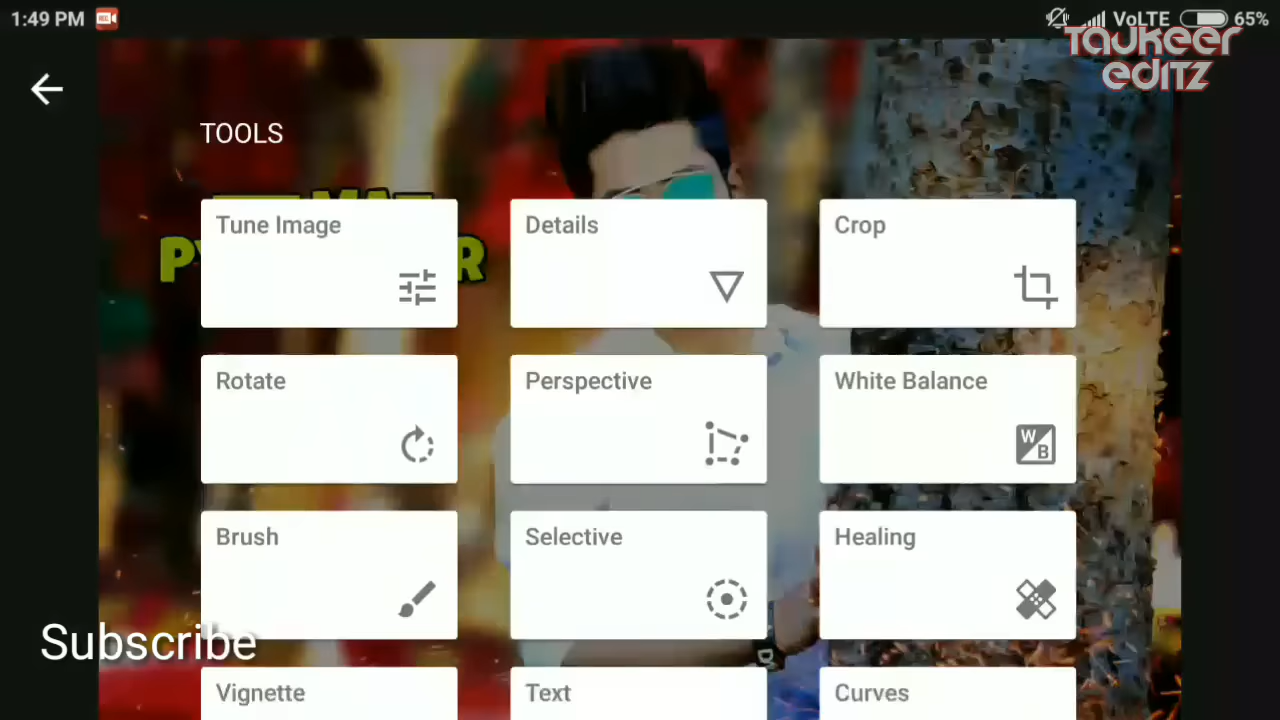 1:49 PM
VoLTE 65%
TaUKEER
EDITZ
TOOLS
Tune Image
Details
Crop
Rotate
Perspective
White Balance
W
B
Brush
Selective
Healing
Subscribe
Vignette
Text
Curves